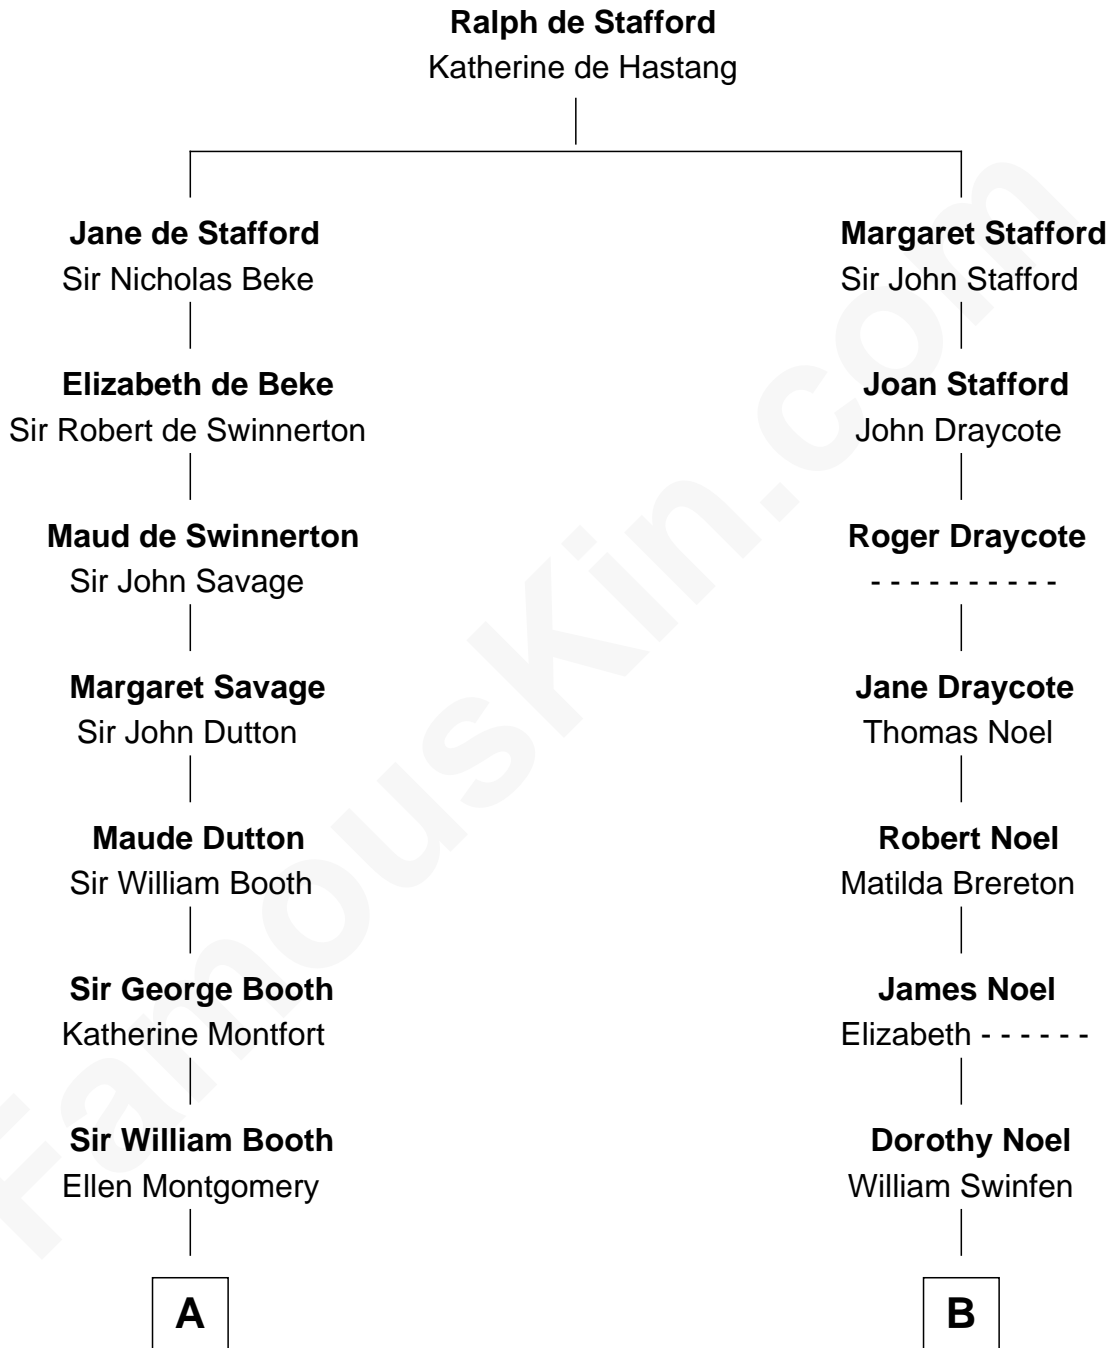 Ralph de Stafford
Katherine de Hastang
Jane de Stafford
Sir Nicholas Beke
Elizabeth de Beke
Sir Robert de Swinnerton
Maud de Swinnerton
Sir John Savage
Margaret Savage
Sir John Dutton
Maude Dutton
Sir William Booth
Sir George Booth
Katherine Montfort
Sir William Booth
Ellen Montgomery
A
Margaret Stafford
Sir John Stafford
Joan Stafford
John Draycote
Roger Draycote
- - - - - - - - - -
Jane Draycote
Thomas Noel
Robert Noel
Matilda Brereton
James Noel
Elizabeth - - - - - -
Dorothy Noel
William Swinfen
B
FamousKin.com